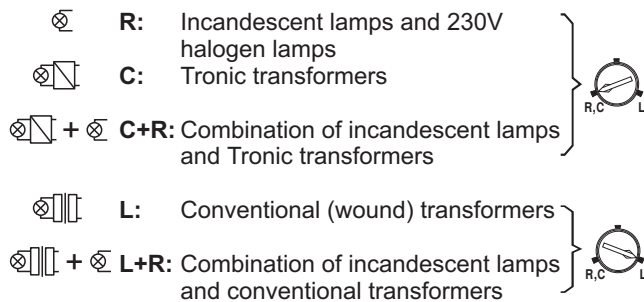 R: Incandescent lamps and 230V
halogen lamps
C: Tronic transformers
R,C L
+ C+R: Combination of incandescent lamps
and Tronic transformers
L: Conventional (wound) transformers
+ L+R: Combination of incandescent lamps
and conventional transformers
R,C L